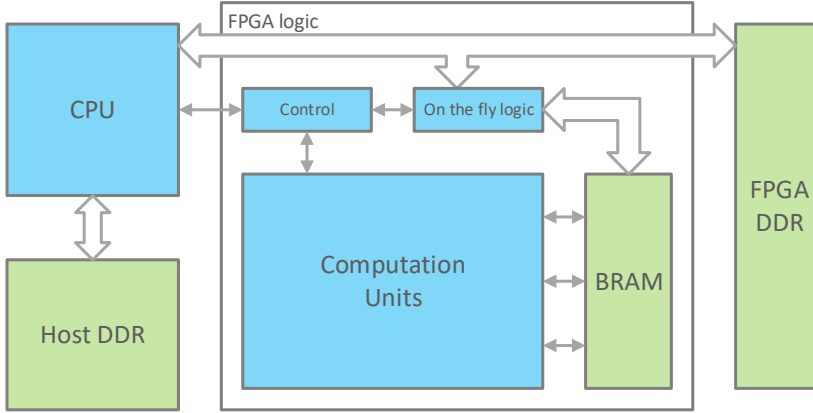 FPGA logic
CPU
Control
On the fly logic
FPGA
DDR
Computation
Units
BRAM
Host DDR